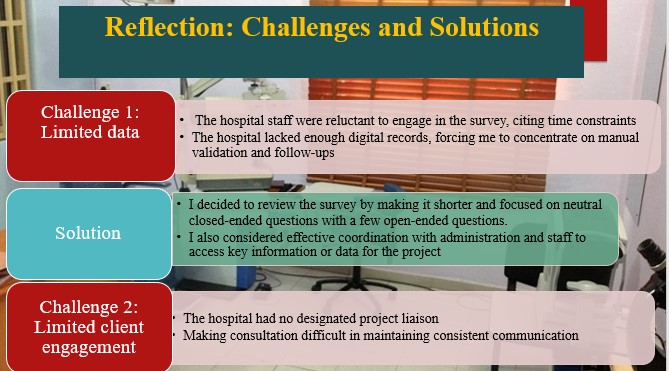 Reflection: Challenges and Solutions
Challenge 1:
Limited data
• The hospital staff were reluctant to engage in the survey, citing time constraints
• The hospital lacked enough digital records, forcing me to concentrate on manual
validation and follow-ups
Solution
• I decided to review the survey by making it shorter and focused on neutral
closed-ended questions with a few open-ended questions.
• I also considered effective coordination with administration and staff to
access key information or data for the project
Challenge 2:
Limited client
engagement
• The hospital had no designated project liaison
• Making consultation difficult in maintaining consistent communication